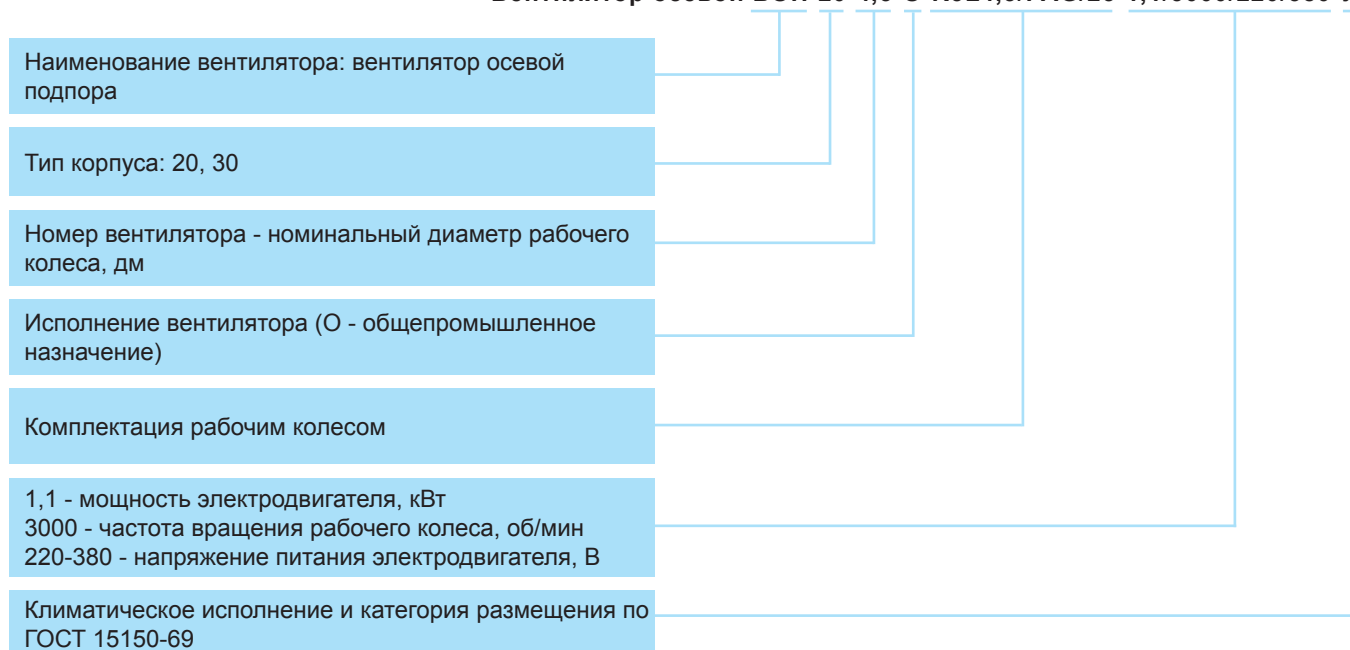 Наименование вентилятора: вентилятор осевой
подпора
Тип корпуса: 20, 30
Номер вентилятора - номинальный диаметр рабочего
колеса, дм
Исполнение вентилятора (О - общепромышленное
назначение)
Комплектация рабочим колесом
1,1 - мощность электродвигателя, кВт
3000 - частота вращения рабочего колеса, об/мин
220-380 - напряжение питания электродвигателя, В
Климатическое исполнение и категория размещения по
ГОСТ 15150-69